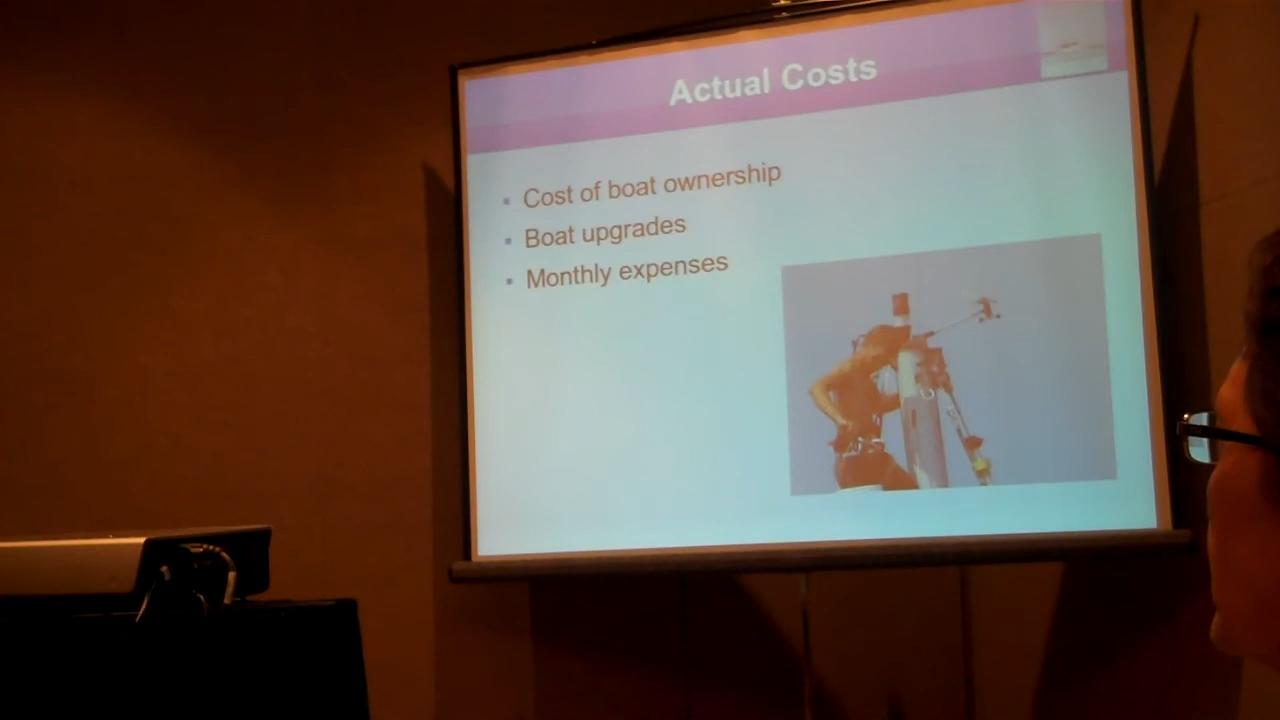 Actual Costs
Cost of boat ownership
Boat upgrades
Monthly expenses